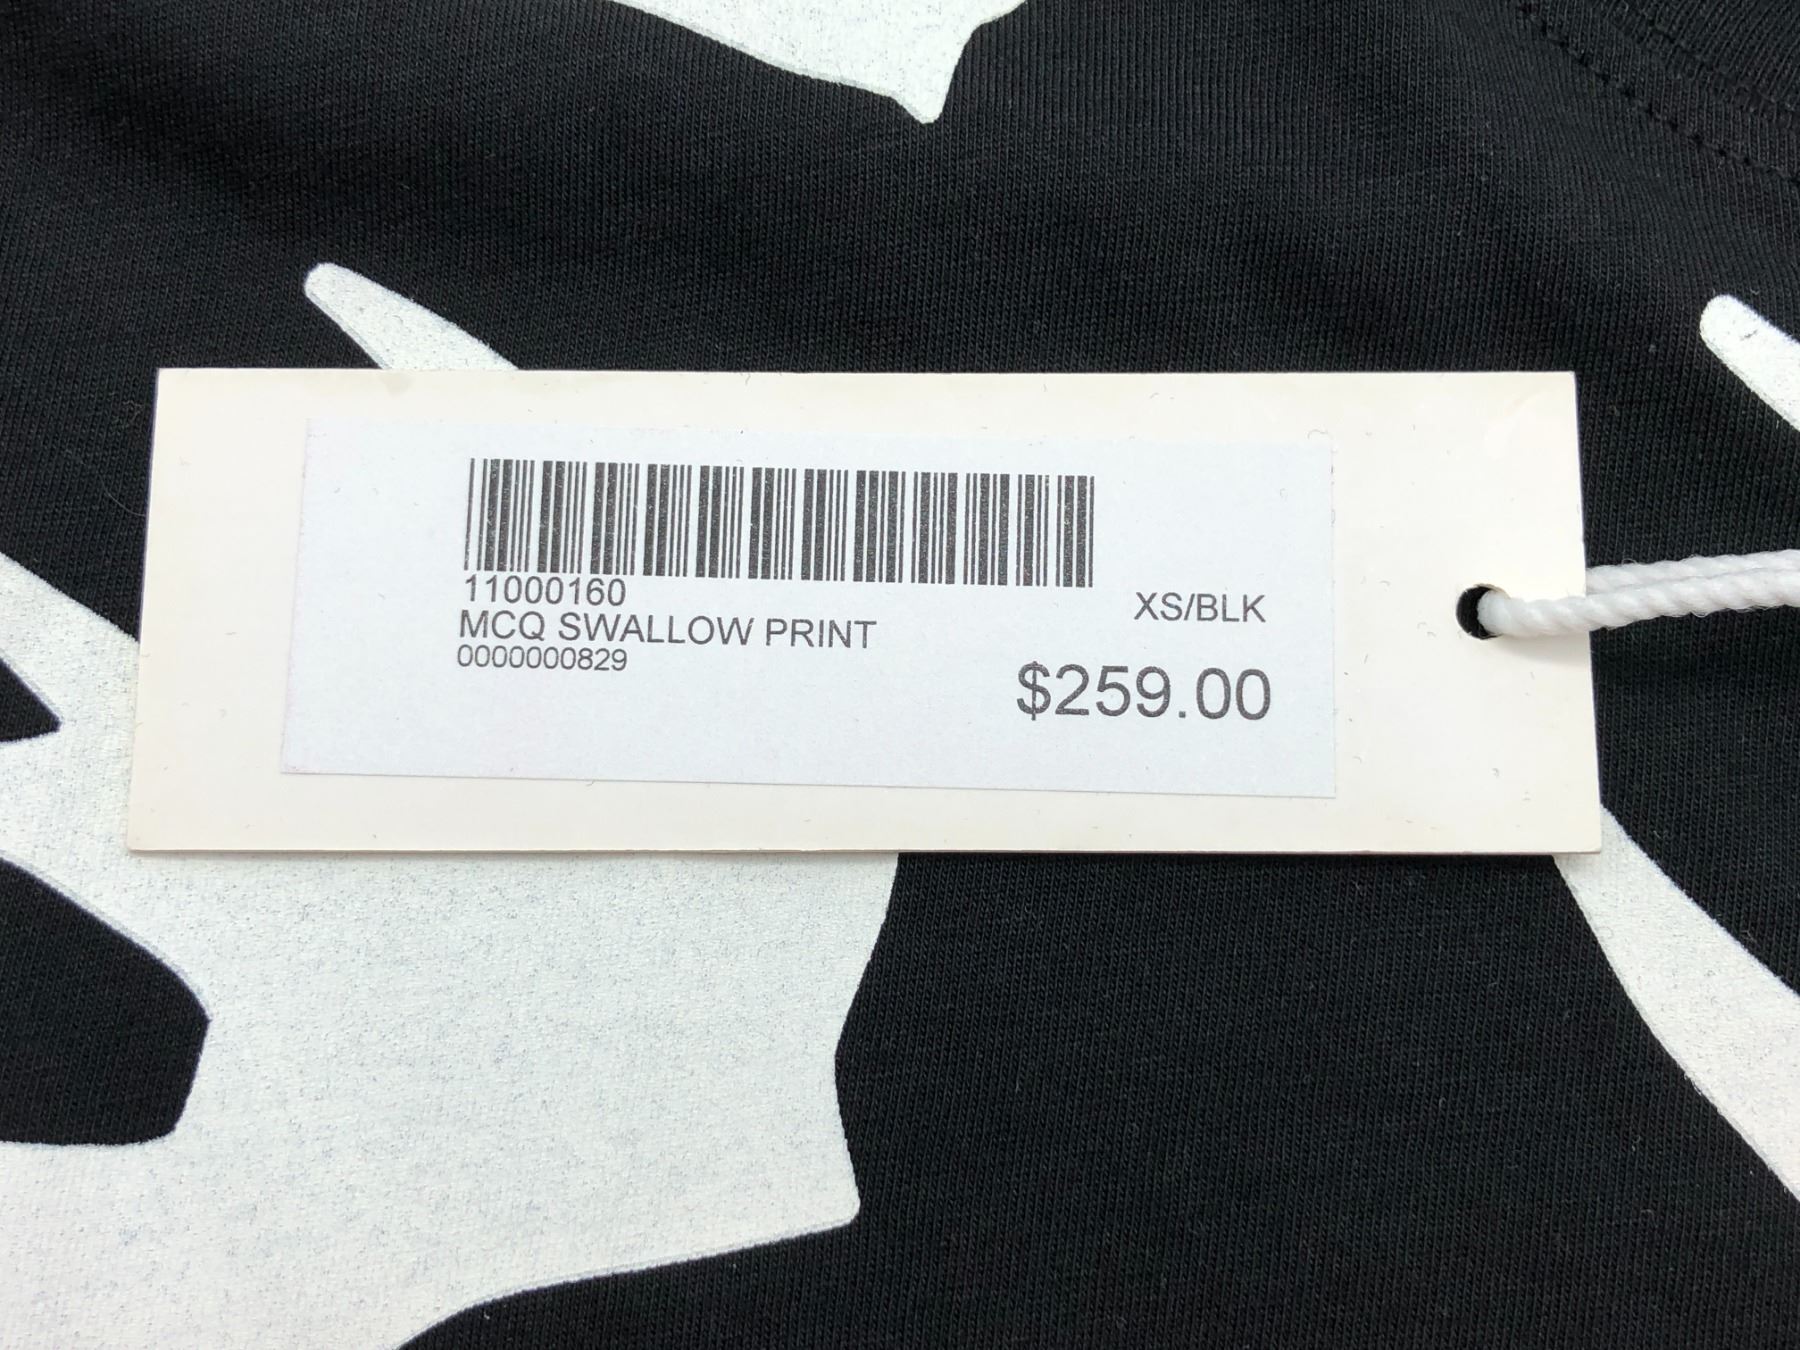 11000160
XS/BLK
MCQ SWALLOW PRINT
0000000829
$259.00